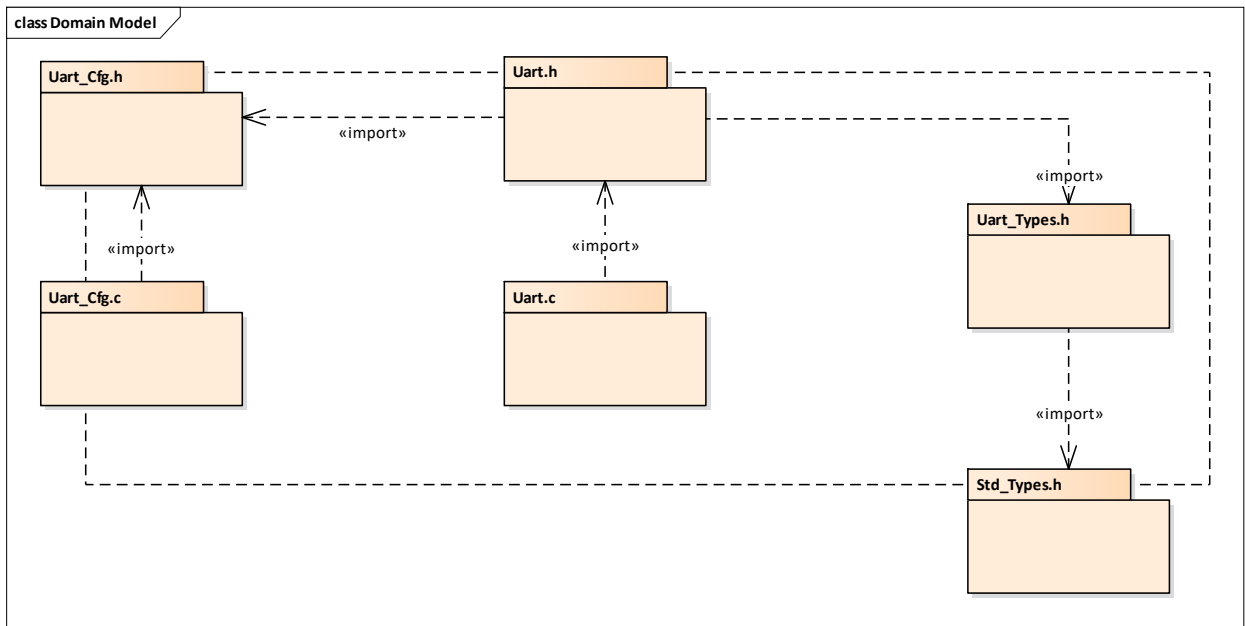 class Domain Model
Uart_Cfg.h
Uart.h
«import»
«import»
Uart_Types.h
«import»
«import»
Uart_Cfg.c
Uart.c
«import»
Std_Types.h